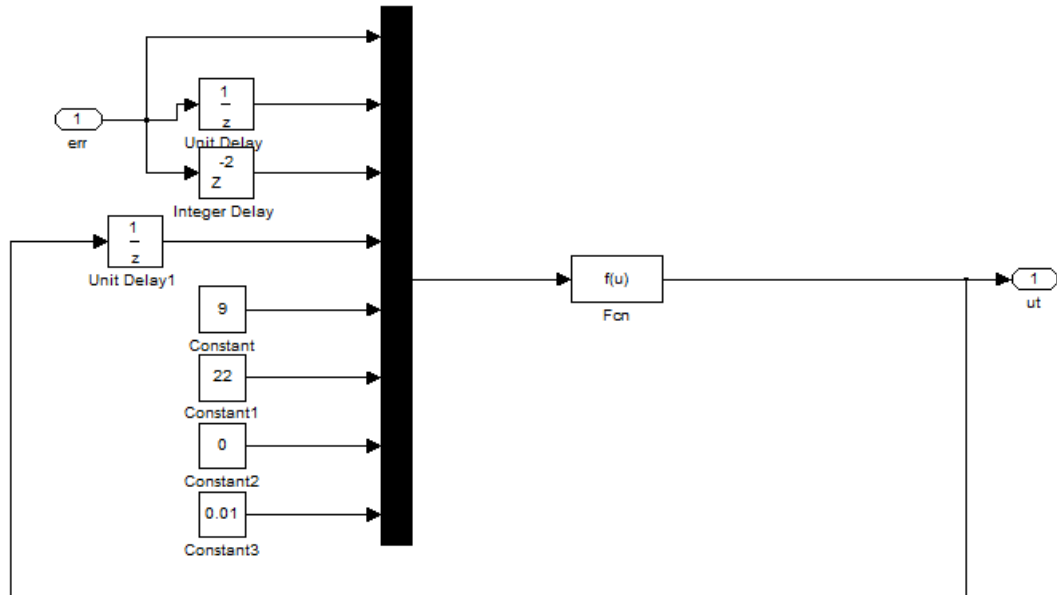 1
err
1
z
Unit Delay
Z -2
Integer Delay
1
z
Unit Delay1
9
Constant
22
Constant1
0
Constant2
0.01
Constant3
f(u)
Fcn
1
ut